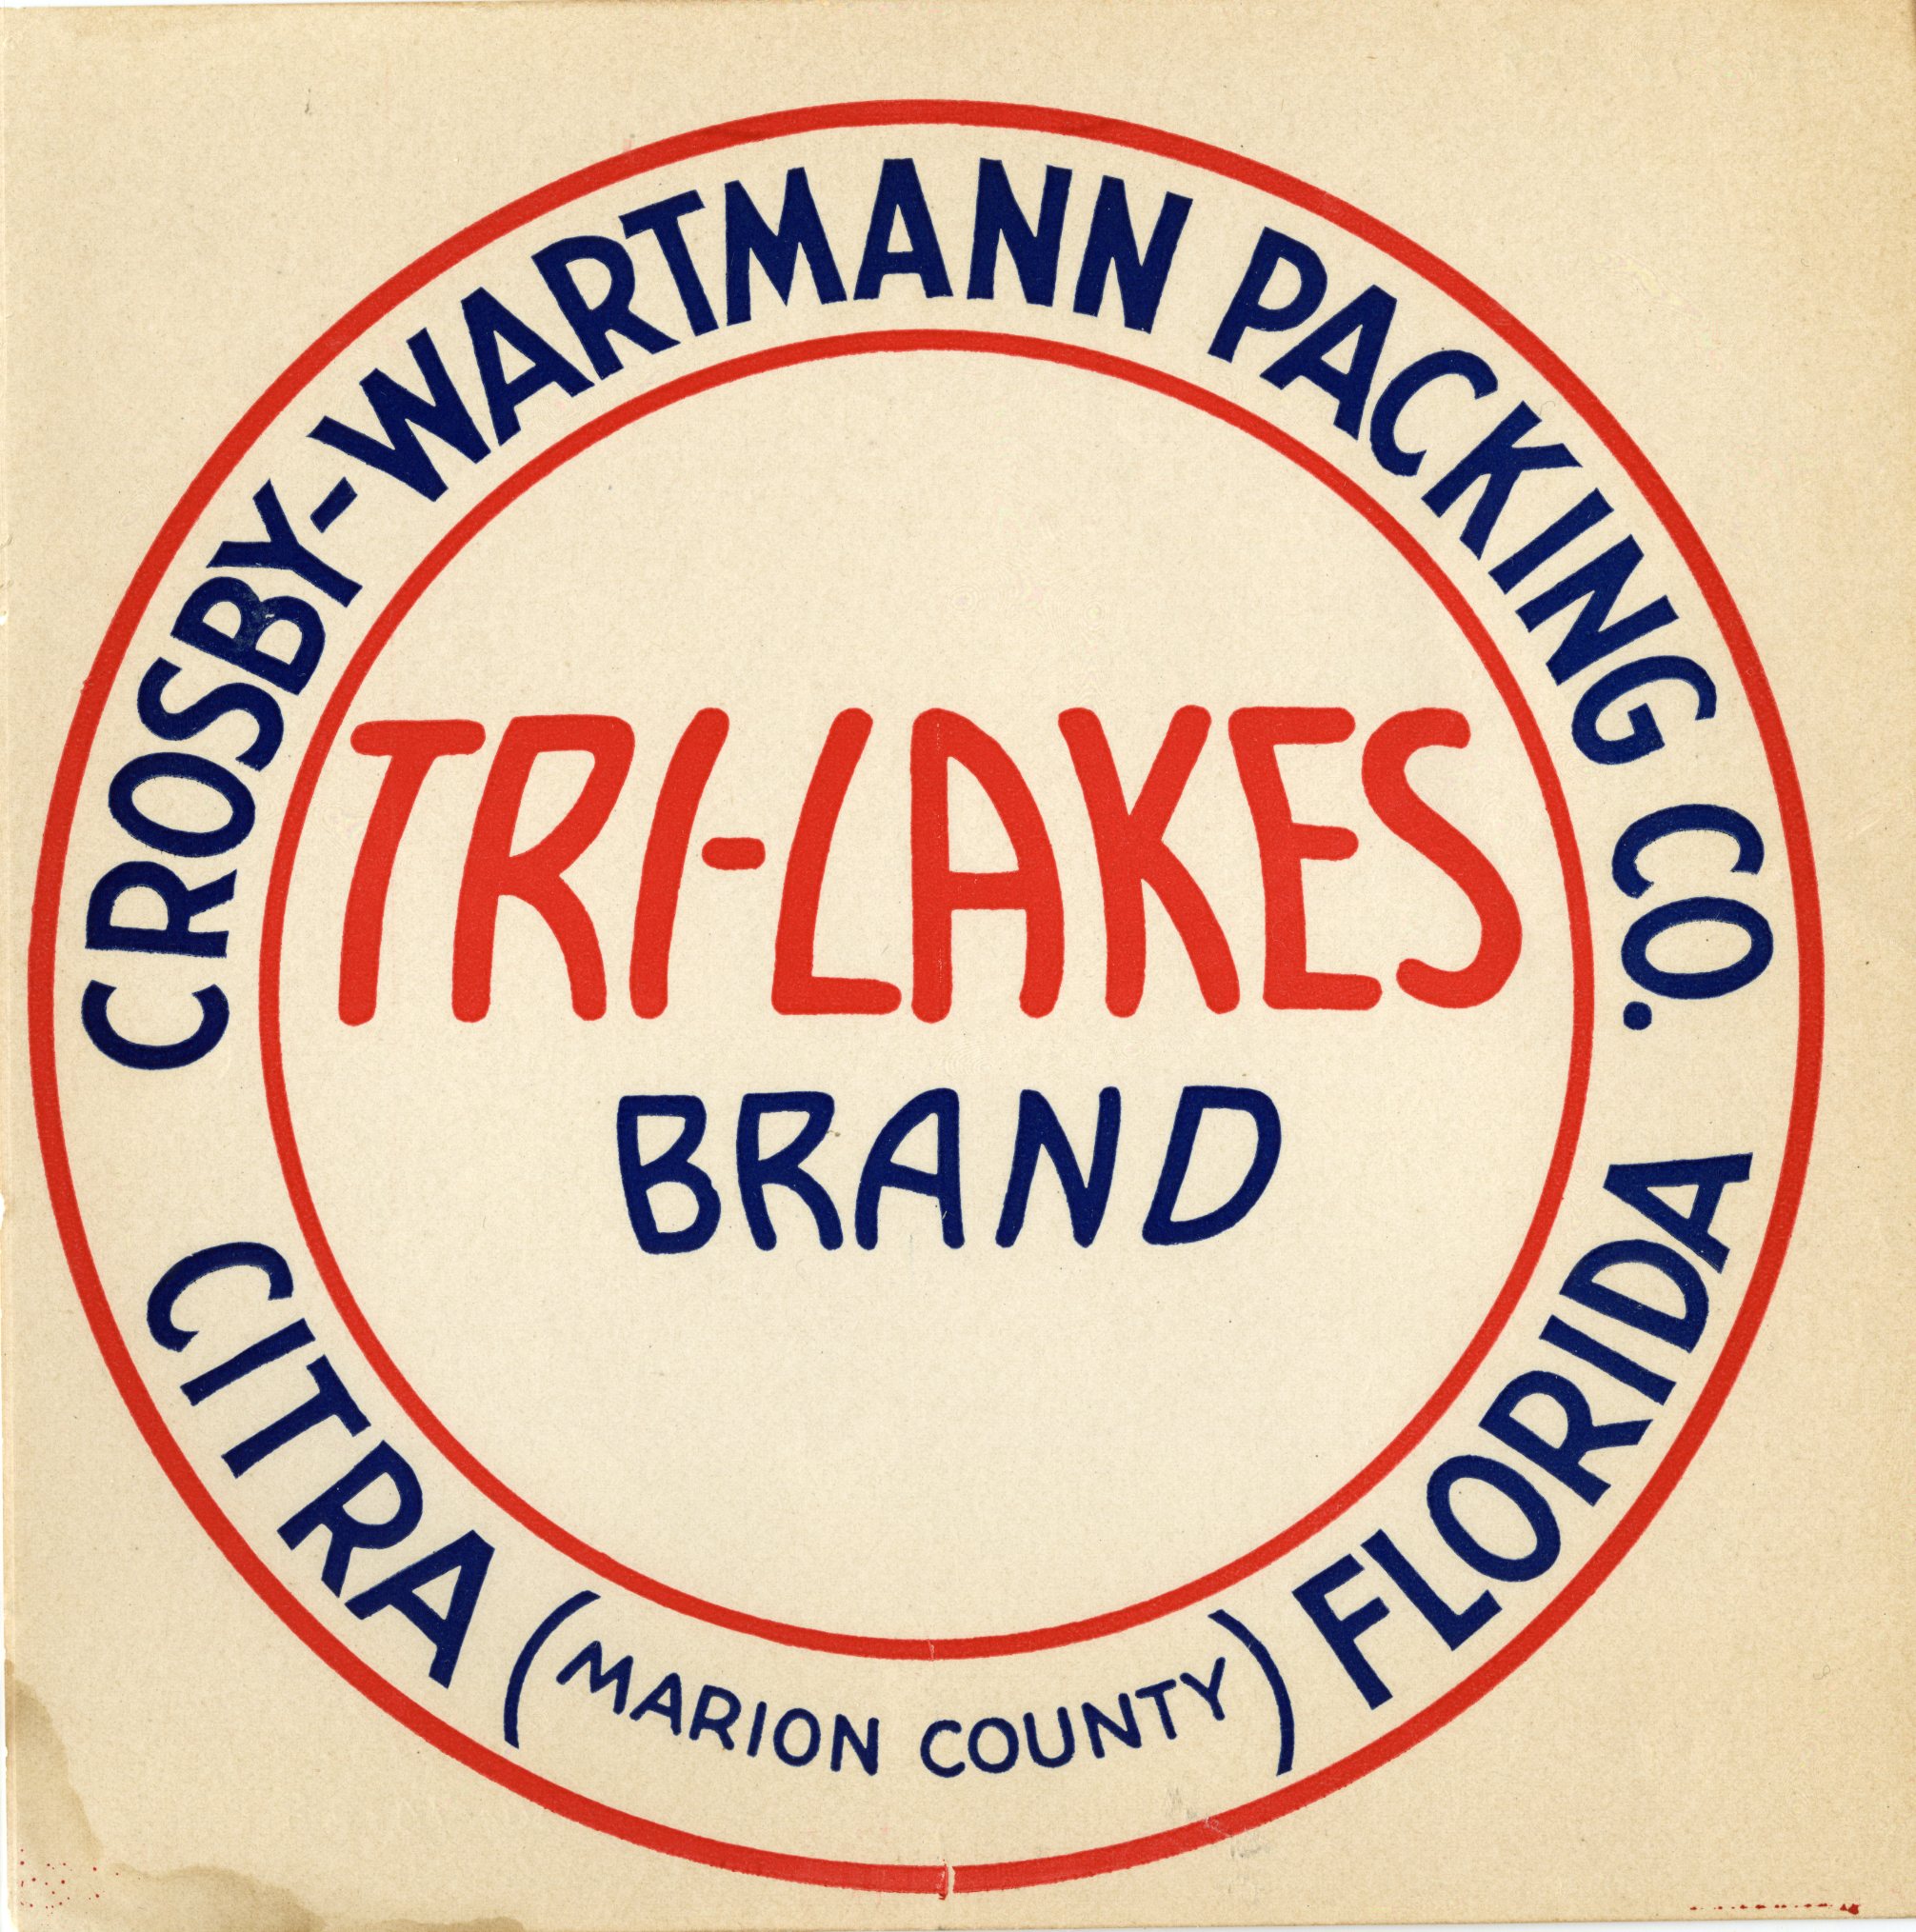 CROSBY-WARTMANN PACKING CO.
TRI-LAKES
BRAND
CITRA (MARION COUNTY) FLORIDA